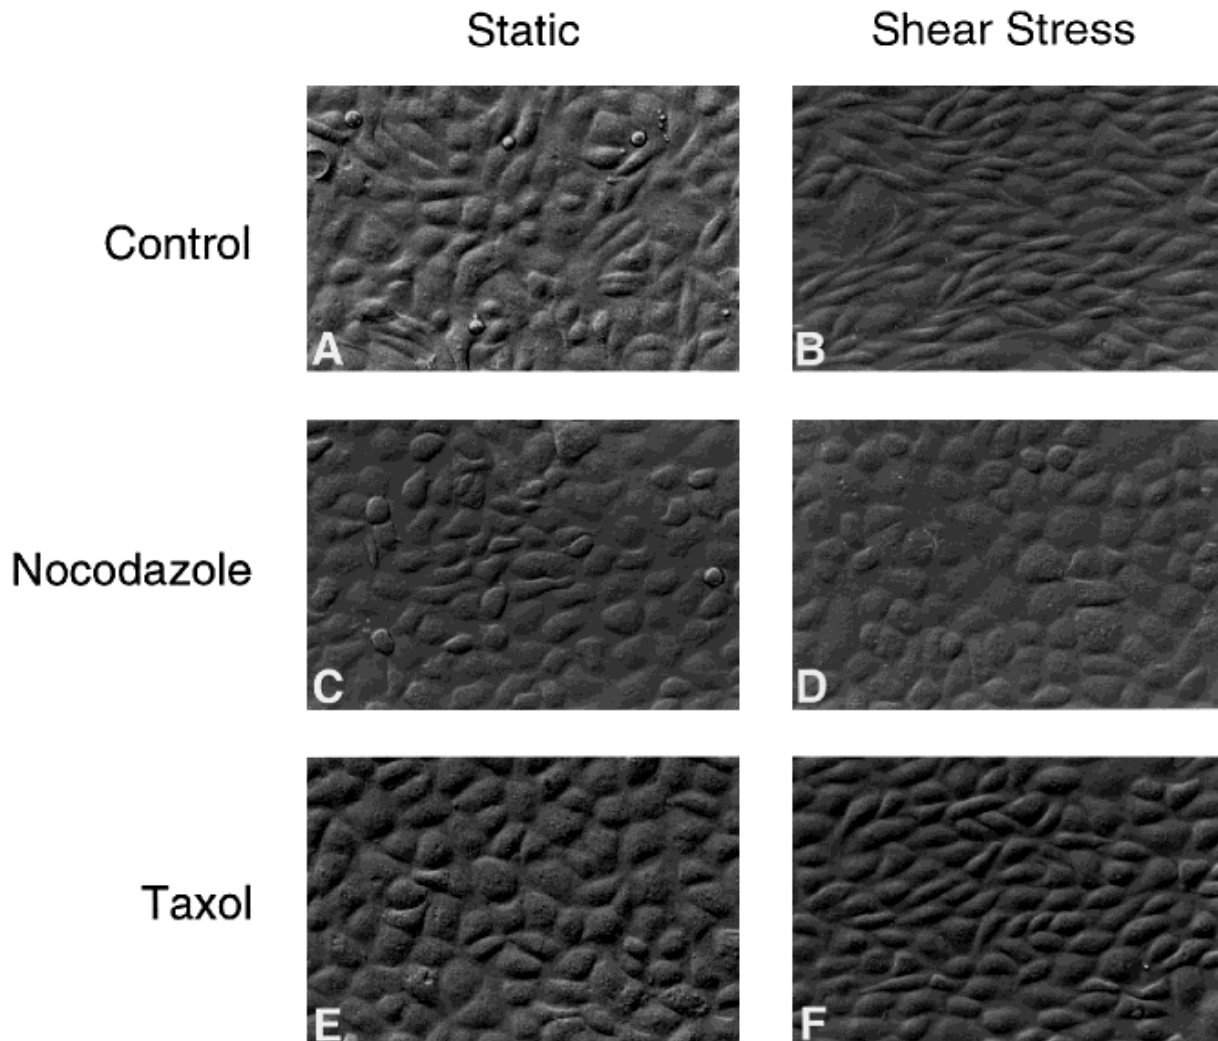 Static Shear Stress
Control
A B
Nocodazole
C D
Taxol
E F